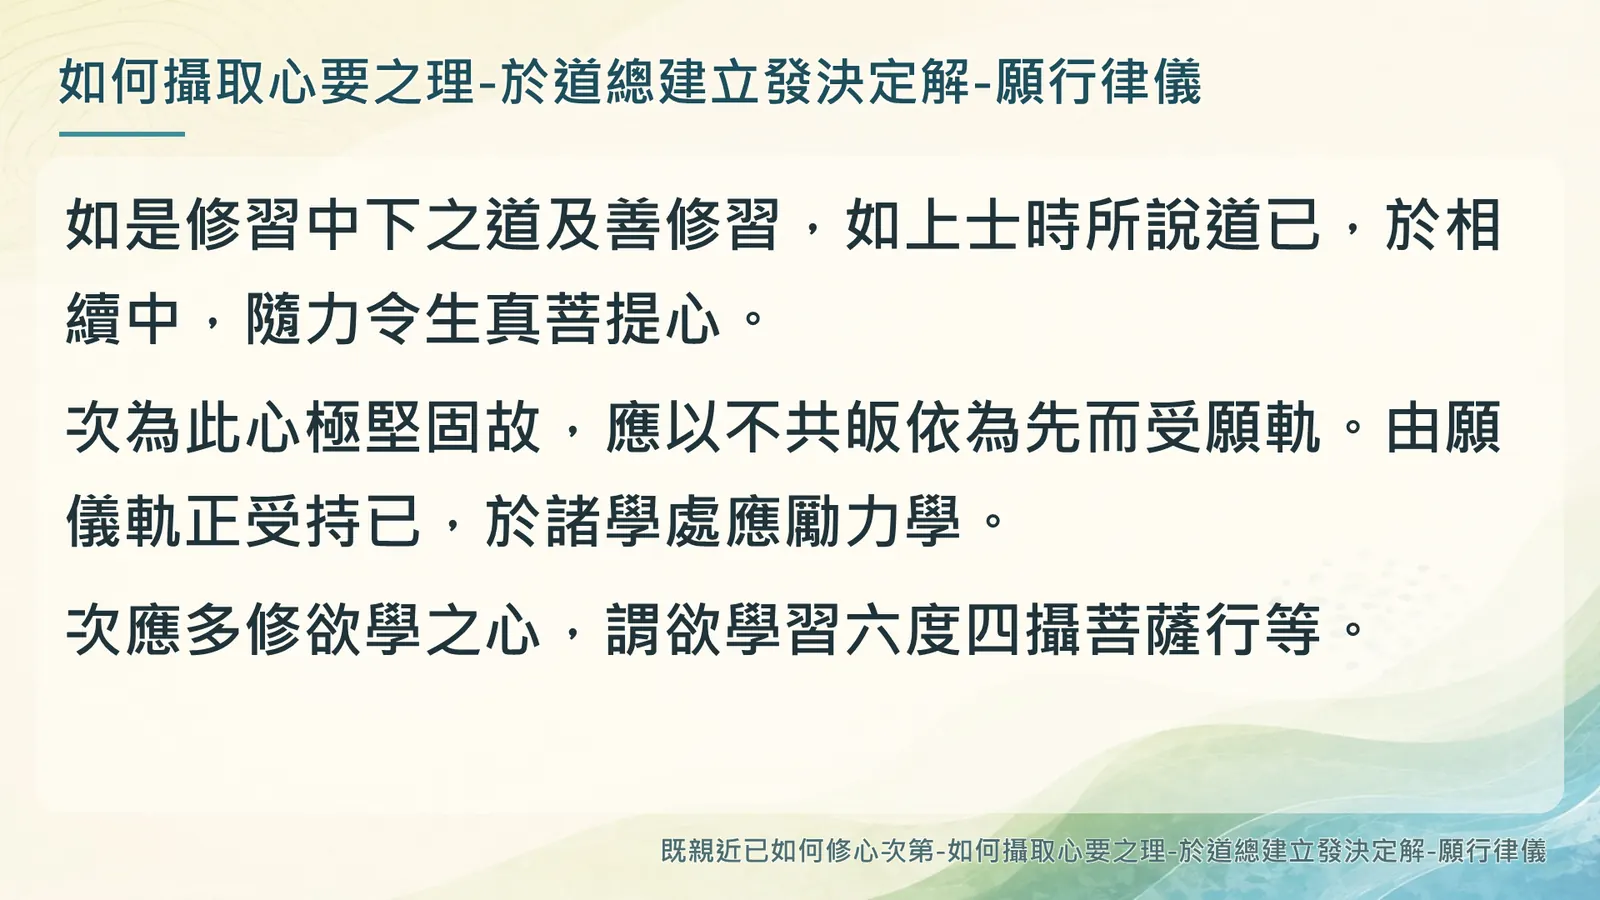 如何攝取心要之理-於道總建立發決定解-願行律儀
如是修習中下之道及善修習，如上士時所說道已，於相
續中，隨力令生真菩提心。
次為此心極堅固故，應以不共皈依為先而受願軌。由願
儀軌正受持已，於諸學處應勵力學。
次應多修欲學之心，謂欲學習六度四攝菩薩行等。
既親近已如何修心次第-如何攝取心要之理-於道總建立發決定解-願行律儀